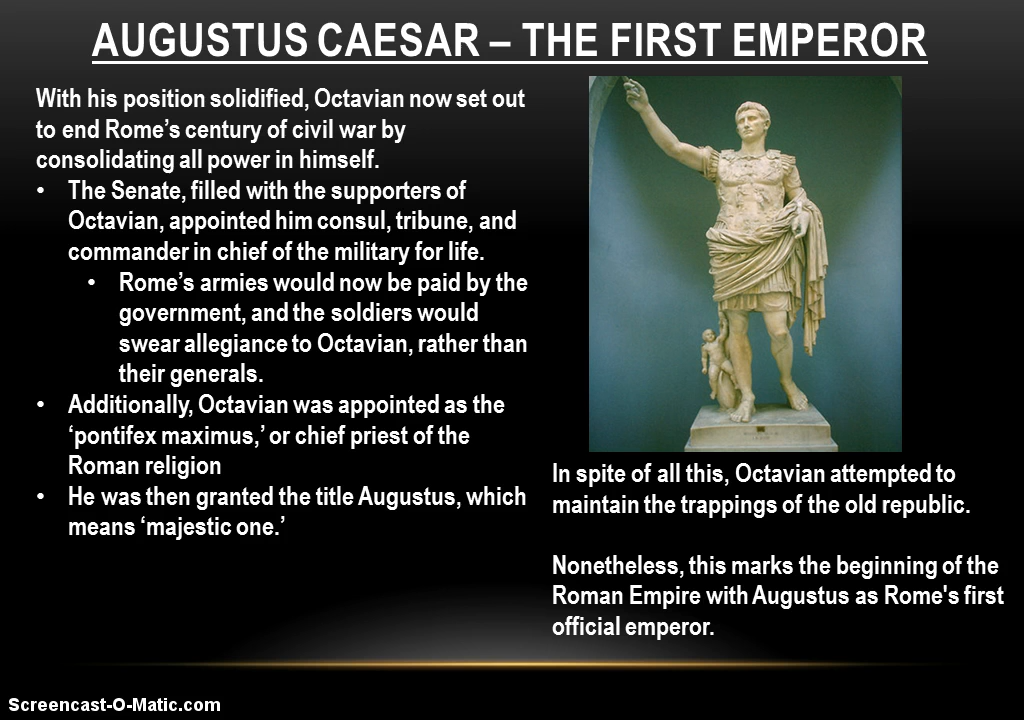 AUGUSTUS CAESAR – THE FIRST EMPEROR
With his position solidified, Octavian now set out
to end Rome’s century of civil war by
consolidating all power in himself.
• The Senate, filled with the supporters of
Octavian, appointed him consul, tribune, and
commander in chief of the military for life.
• Rome’s armies would now be paid by the
government, and the soldiers would
swear allegiance to Octavian, rather than
their generals.
• Additionally, Octavian was appointed as the
‘pontifex maximus,’ or chief priest of the
Roman religion
• He was then granted the title Augustus, which
means ‘majestic one.’
In spite of all this, Octavian attempted to
maintain the trappings of the old republic.
Nonetheless, this marks the beginning of the
Roman Empire with Augustus as Rome's first
official emperor.
Screencast-O-Matic.com